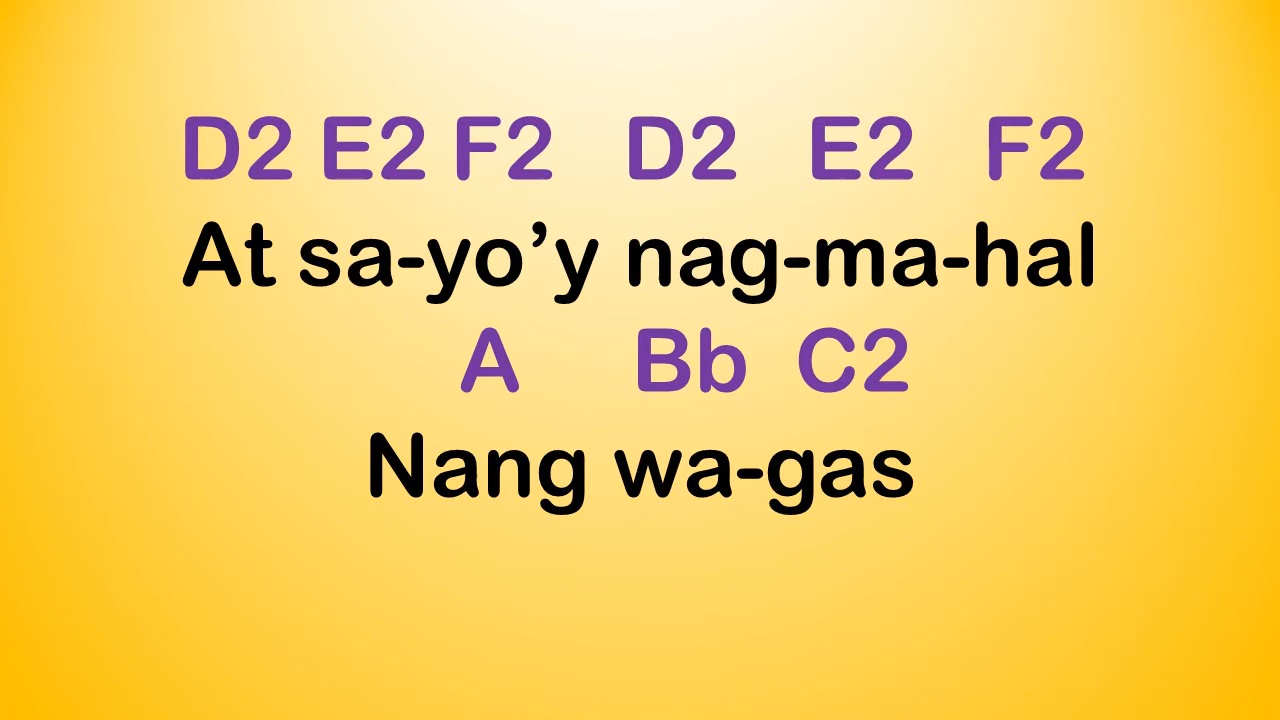 D2 E2 F2 D2 E2 F2
At sa-yo’y nag-ma-hal
A Bb C2
Nang wa-gas